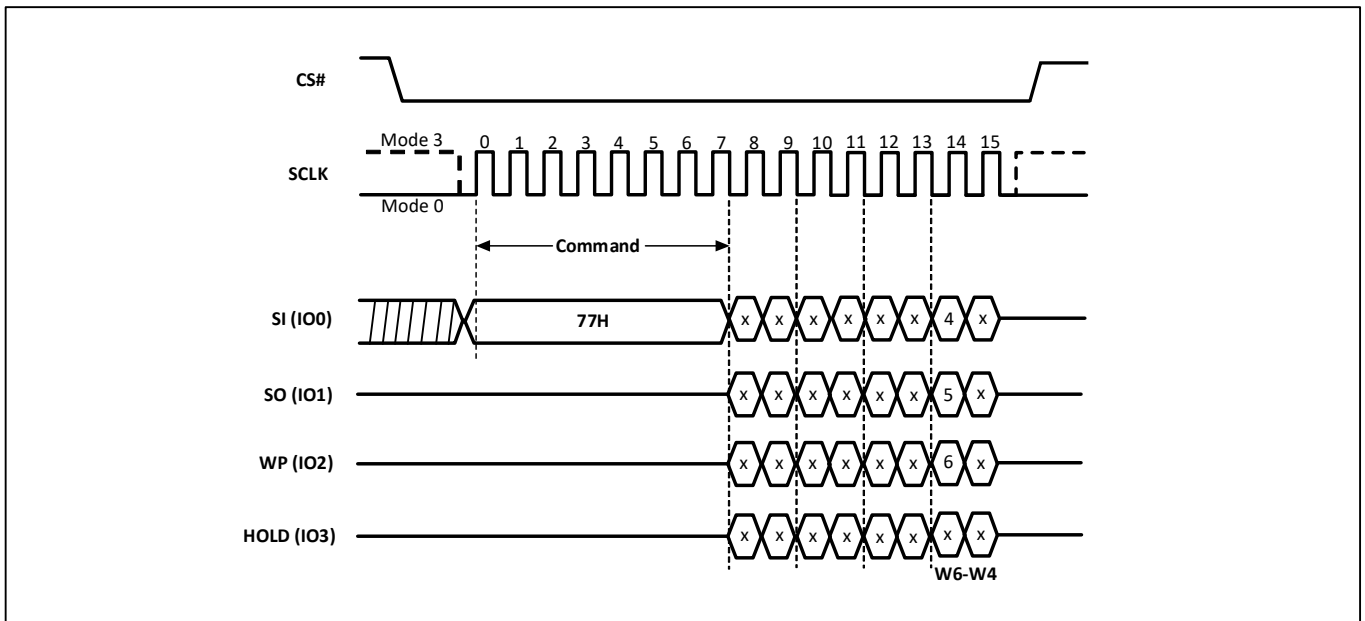 CS#
Mode 3
0 1 2 3 4 5 6 7 8 9 10 11 12 13 14 15
SCLK
Mode 0
Command
SI (IO0)
77H
x x x x x x 4 x
SO (IO1)
x x x x x x 5 x
WP (IO2)
x x x x x x 6 x
HOLD (IO3)
x x x x x x x x
W6-W4